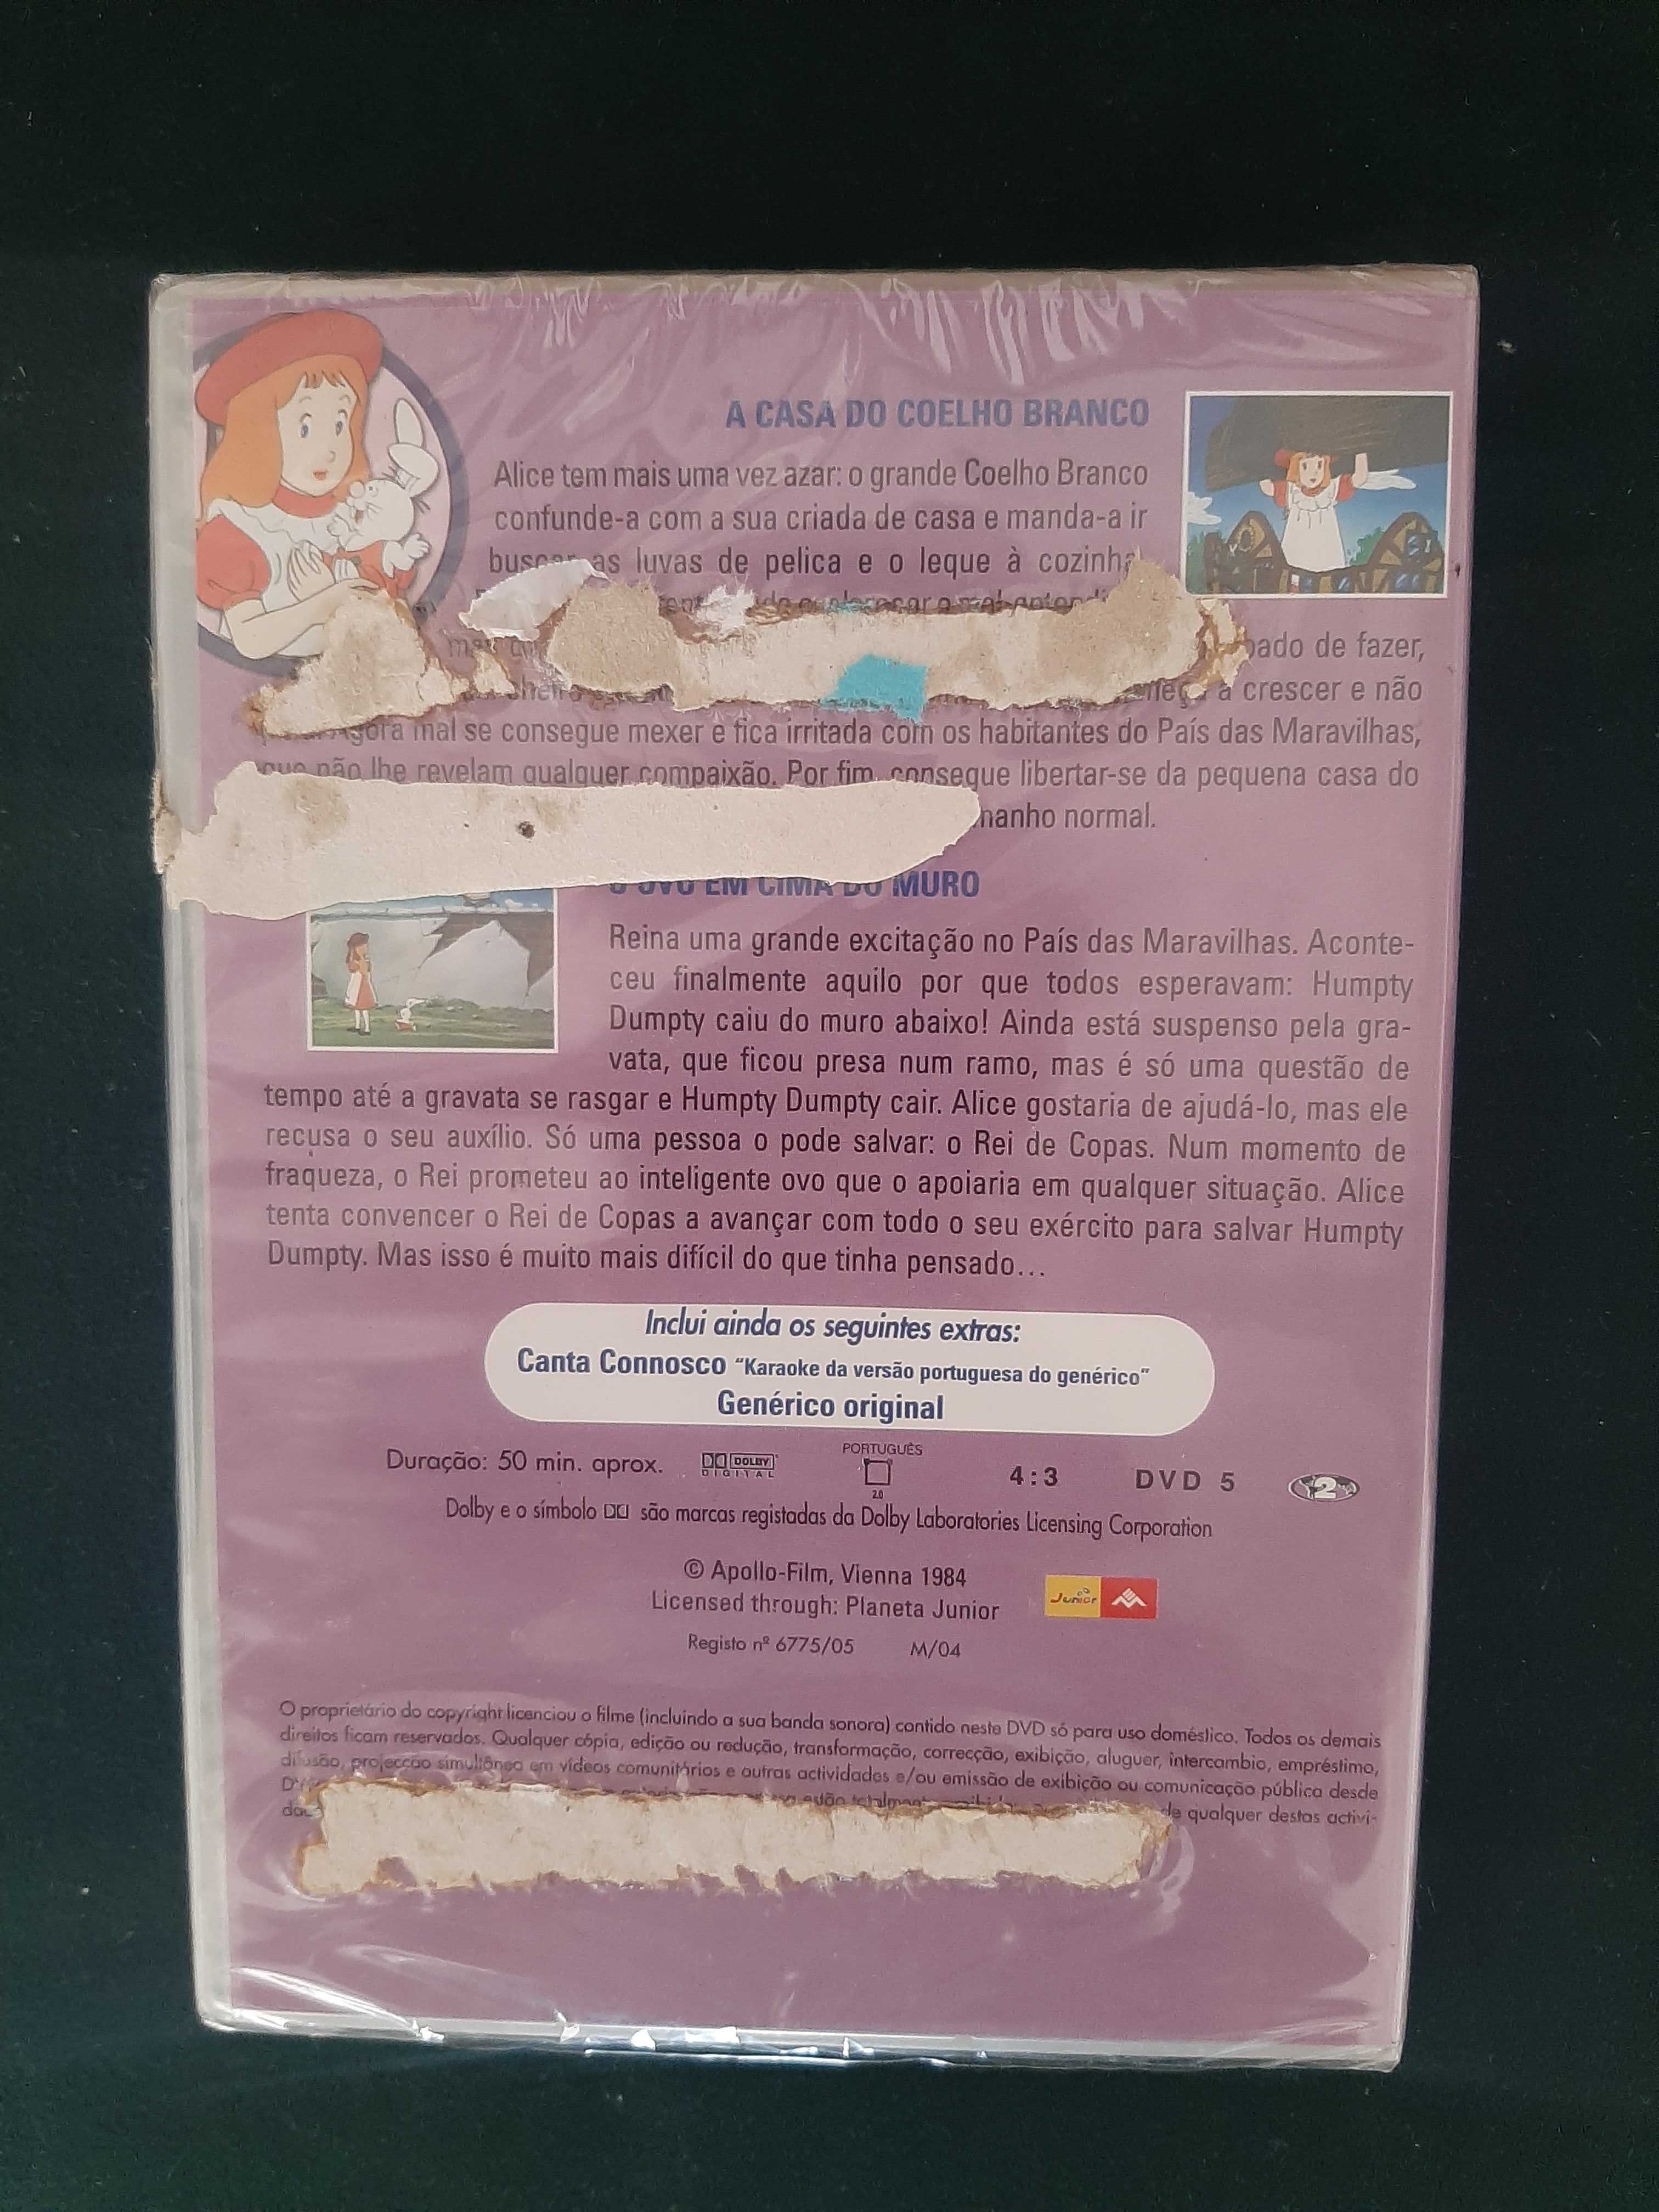 A CASA DO COELHO BRANCO
Alice tem mais uma vez azar: o grande Coelho Branco
confunde-a com a sua criada de casa e manda-a ir
buscar as luvas de pelica e o leque à cozinha
de fazer,
a crescer e não
Agora mal se consegue mexer e fica irritada com os habitantes do País das Maravilhas,
que não lhe revelam qualquer compaixão. Por fim, consegue libertar-se da pequena casa do
normal.
O OVO EM CIMA DO MURO
Reina uma grande excitação no País das Maravilhas. Aconte-
ceu finalmente aquilo por que todos esperavam: Humpty
Dumpty caiu do muro abaixo! Ainda está suspenso pela gra-
vata, que ficou presa num ramo, mas é só uma questão de
tempo até a gravata se rasgar e Humpty Dumpty cair. Alice gostaria de ajudá-lo, mas ele
recusa o seu auxílio. Só uma pessoa o pode salvar: o Rei de Copas. Num momento de
fraqueza, o Rei prometeu ao inteligente ovo que o apoiaria em qualquer situação. Alice
tenta convencer o Rei de Copas a avançar com todo o seu exército para salvar Humpty
Dumpty. Mas isso é muito mais difícil do que tinha pensado...
Inclui ainda os seguintes extras:
Canta Connosco "Karaoke da versão portuguesa do genérico"
Genérico original
Duração: 50 min. aprox. DOLBY DIGITAL PORTUGUÊS 2.0 4:3 DVD 5 2
Dolby e o símbolo são marcas registadas da Dolby Laboratories Licensing Corporation
© Apollo-Film, Vienna 1984
Licensed through: Planeta Junior
Junior
Registo nº 6775/05 M/04
O proprietário do copyright licenciou o filme (incluindo a sua banda sonora) contido neste DVD só para uso doméstico. Todos os demais
direitos ficam reservados. Qualquer cópia, edição ou redução, transformação, correcção, exibição, aluguer, intercambio, empréstimo,
difusão, projecção simultânea em vídeos comunitários e outras actividades e/ou emissão de exibição ou comunicação pública desde
estão
de qualquer destas activi-